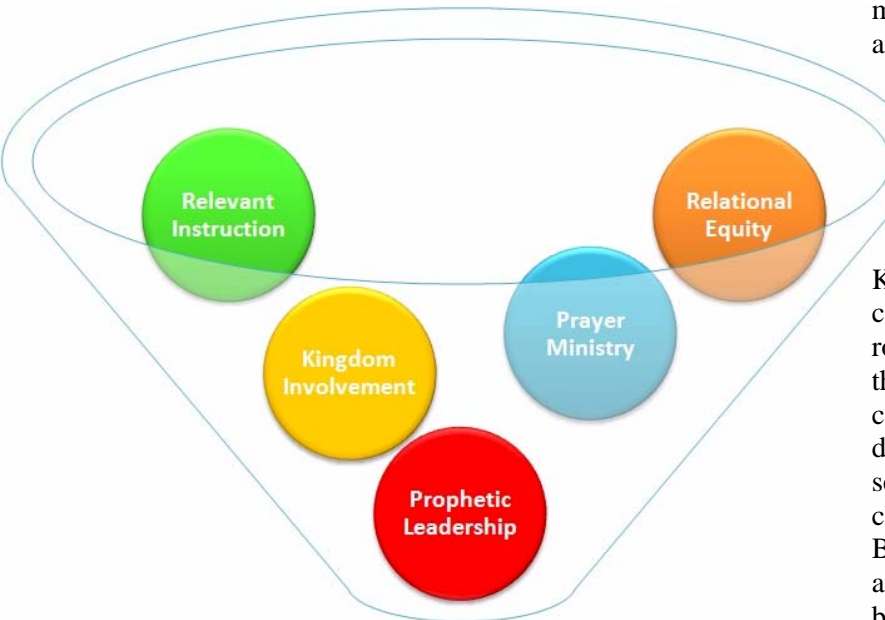 Relevant
Instruction
Relational
Equity
Prayer
Ministry
Kingdom
Involvement
Prophetic
Leadership